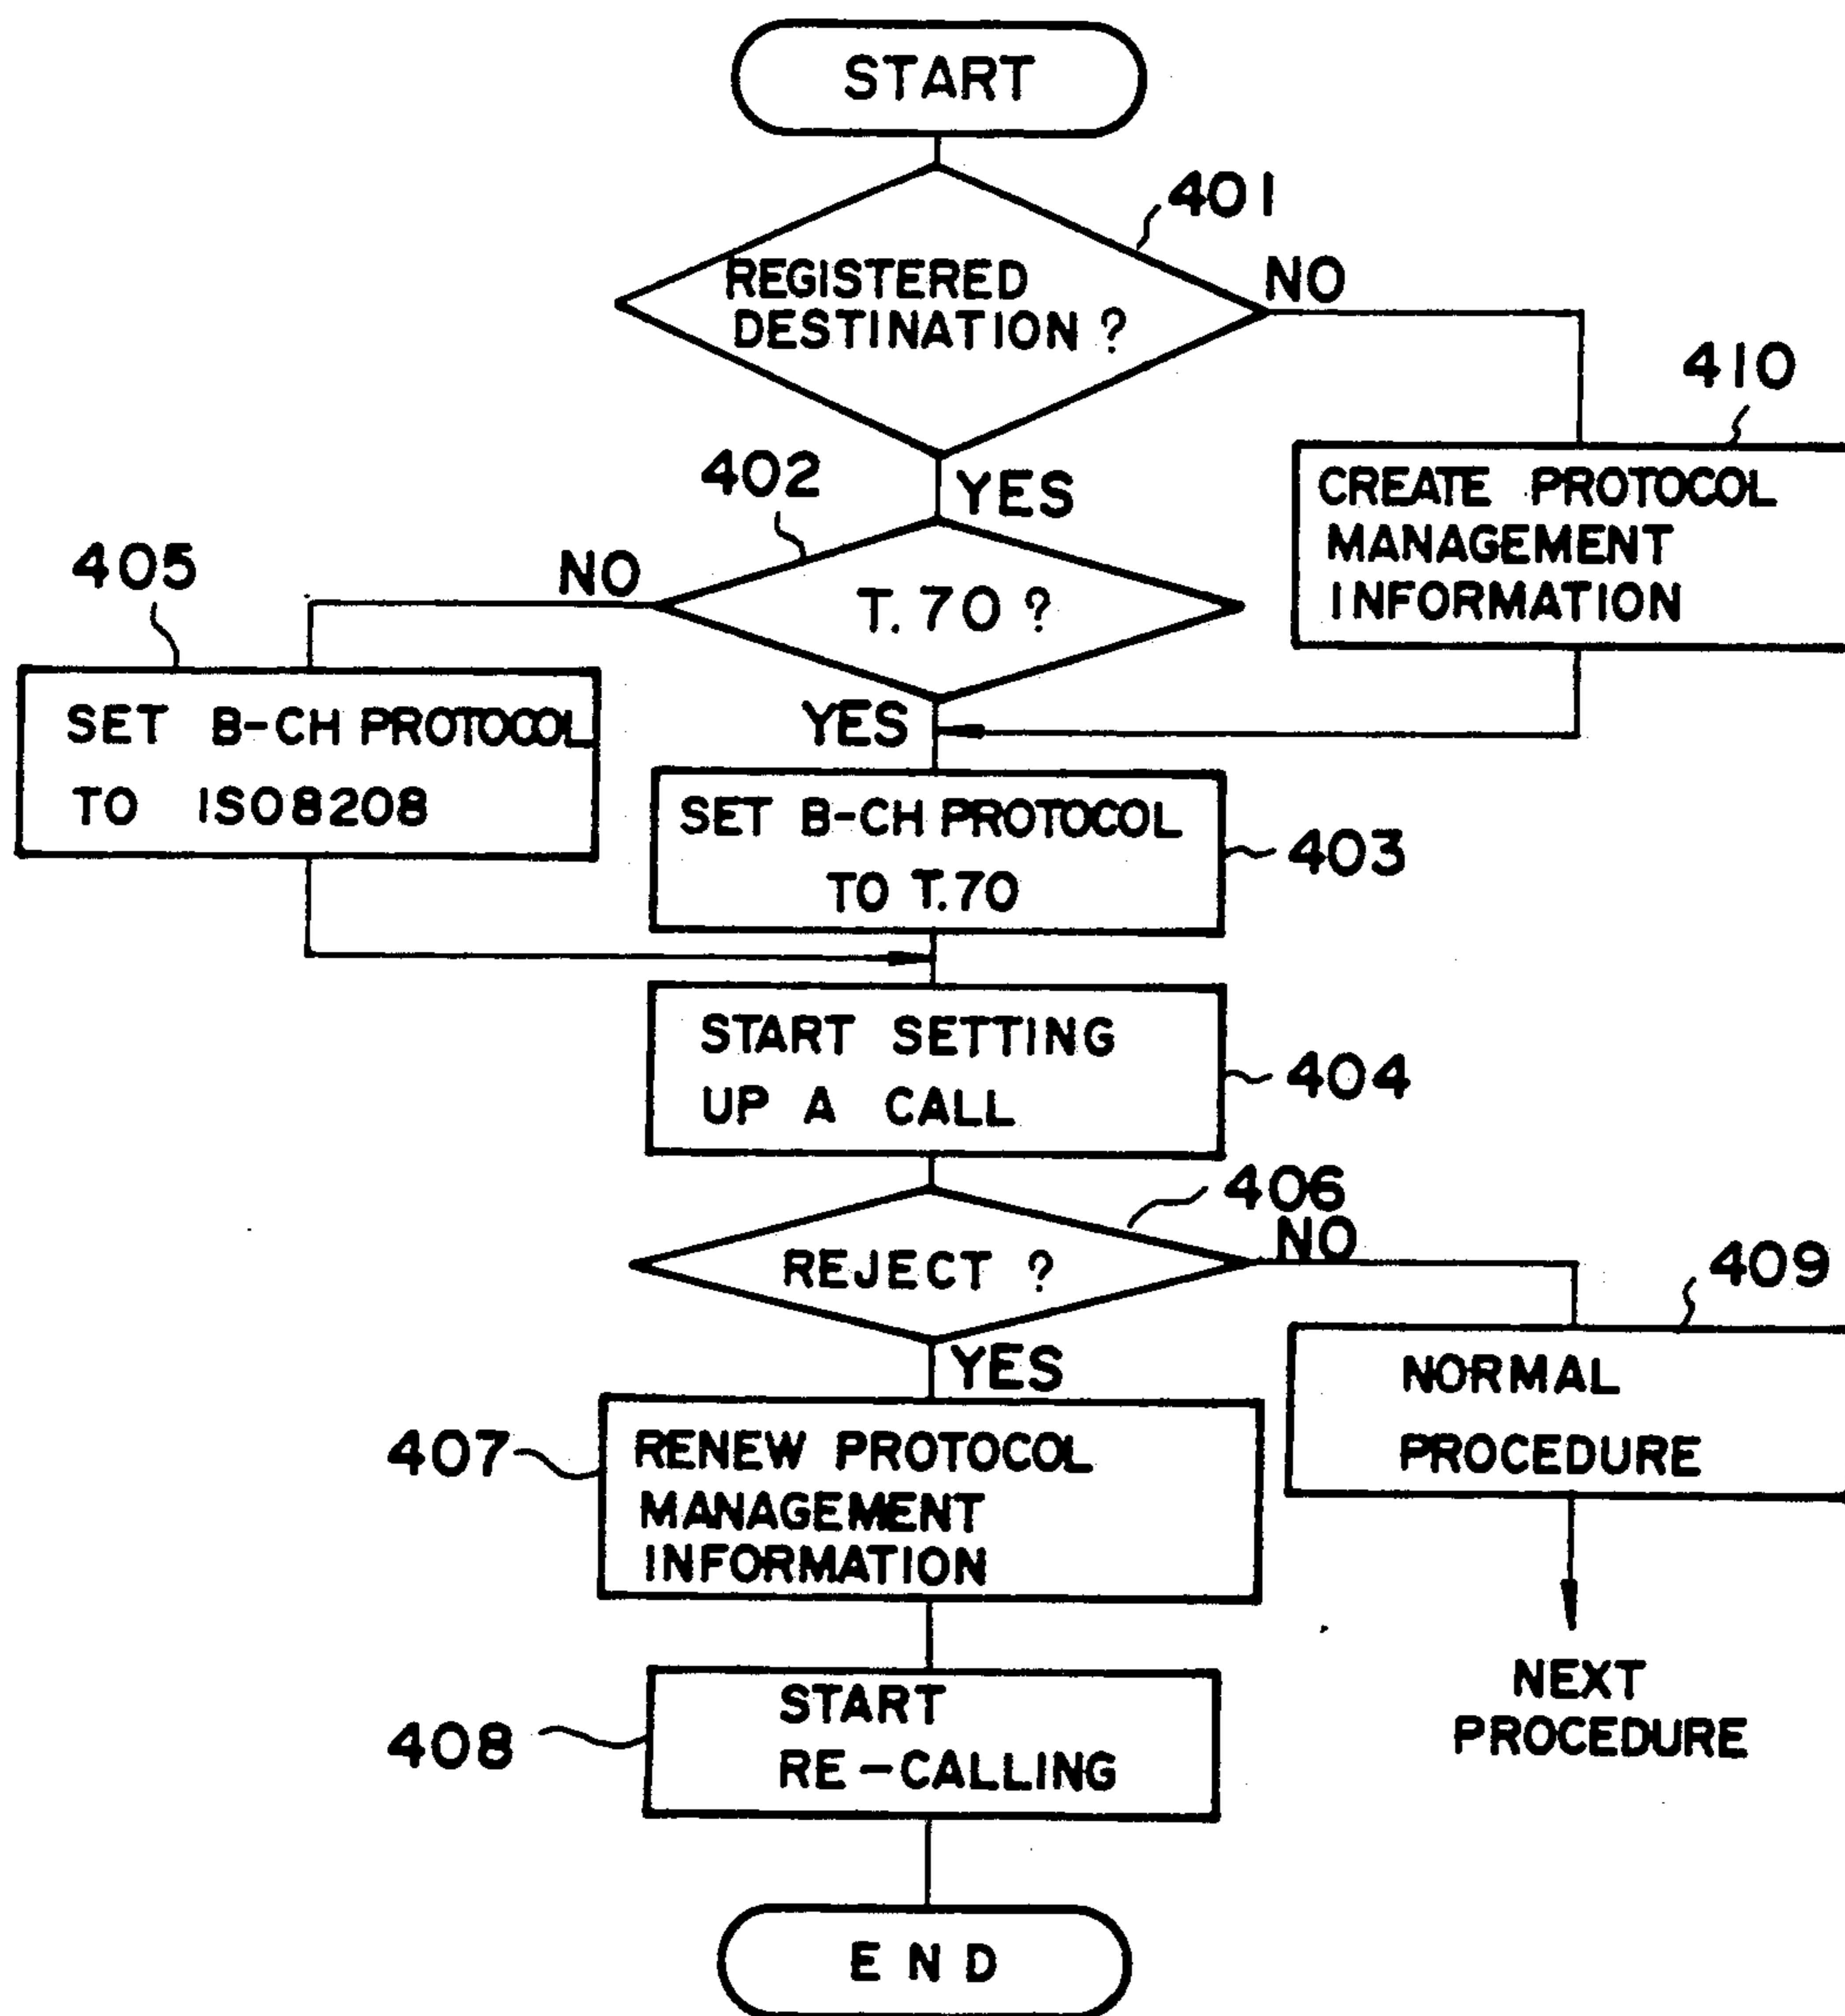 START
401
REGISTERED
DESTINATION ?
NO
410
YES
CREATE PROTOCOL
MANAGEMENT
INFORMATION
402
405
NO
T.70 ?
YES
SET B-CH PROTOCOL
TO ISO8208
SET B-CH PROTOCOL
TO T.70
403
START SETTING
UP A CALL
404
406
REJECT ?
NO
409
YES
NORMAL
PROCEDURE
407
RENEW PROTOCOL
MANAGEMENT
INFORMATION
NEXT
PROCEDURE
408
START
RE-CALLING
END